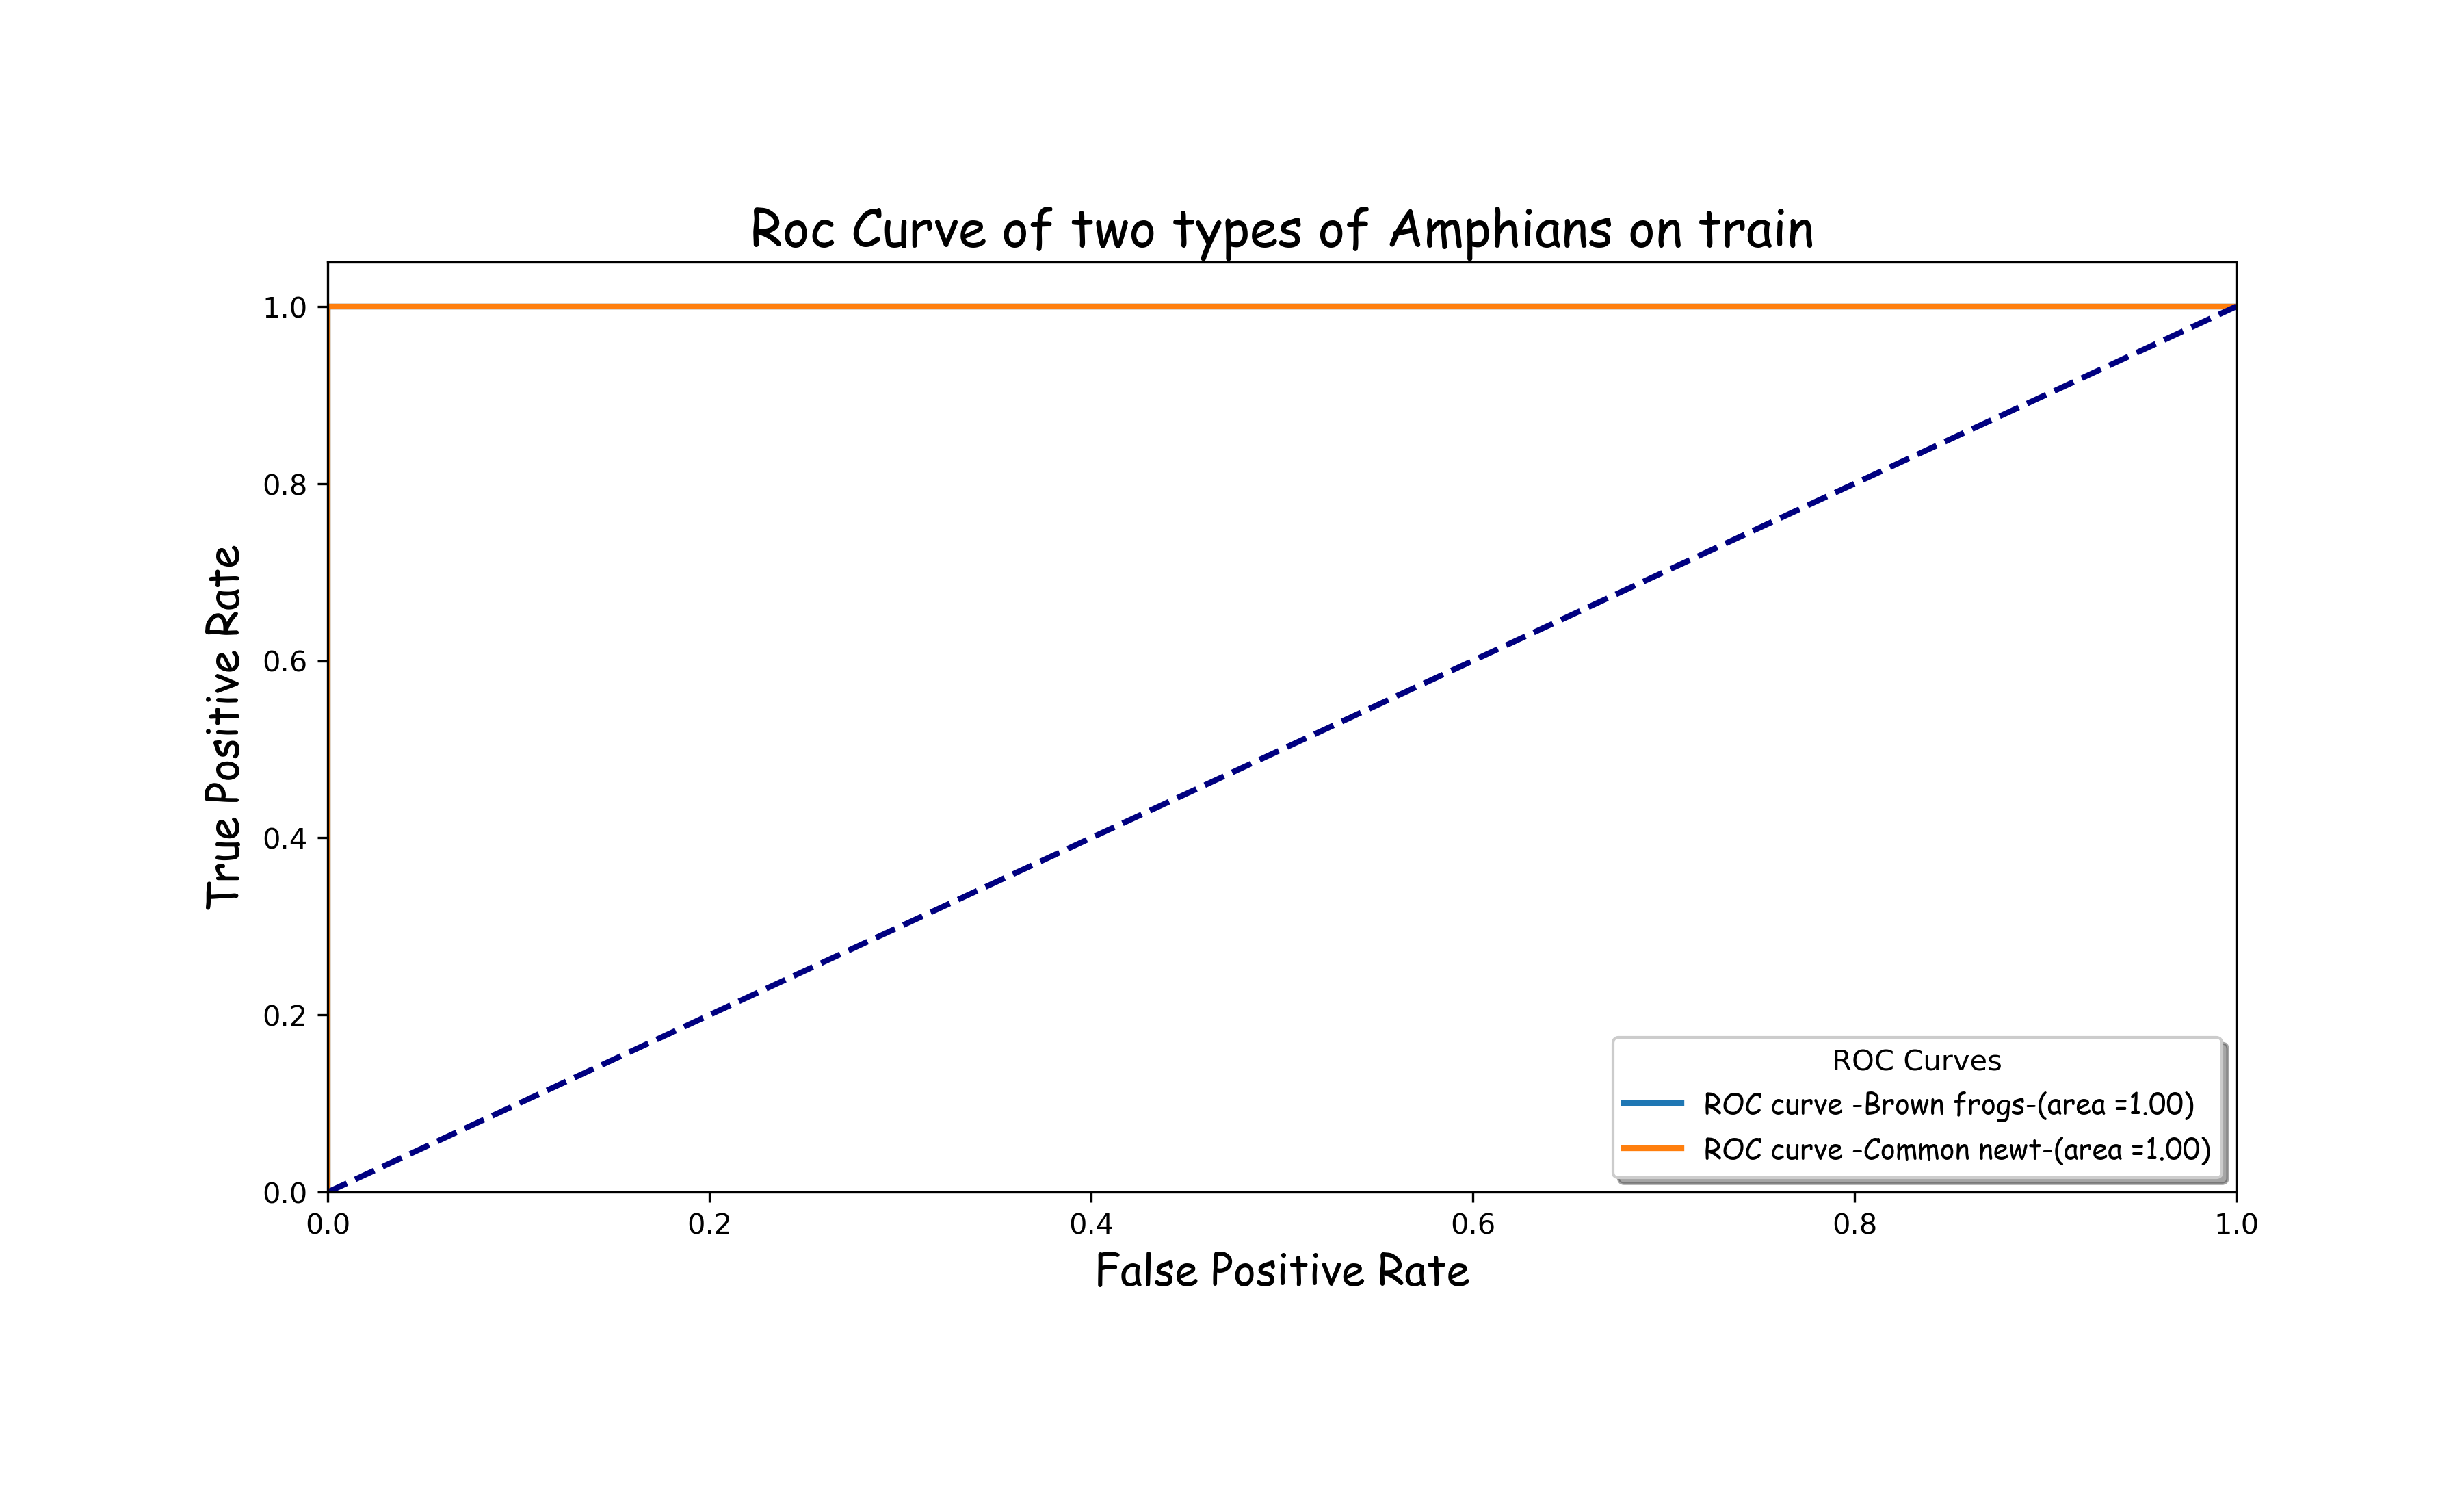 Roc Curve of two types of Amphians on train
True Positive Rate
1.0
0.8
0.6
0.4
0.2
0.0
0.0 0.2 0.4 0.6 0.8 1.0
False Positive Rate
ROC Curves
ROC curve -Brown frogs-(area =1.00)
ROC curve -Common newt-(area =1.00)